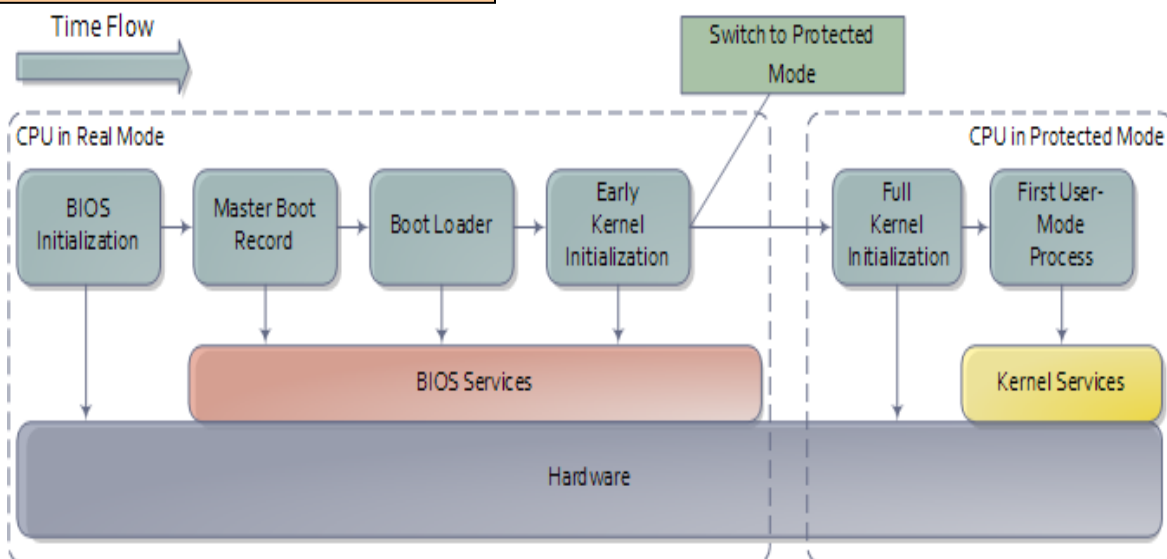 Time Flow
Switch to Protected
Mode
CPU in Real Mode
CPU in Protected Mode
BIOS
Initialization
Master Boot
Record
Boot Loader
Early
Kernel
Initialization
Full
Kernel
Initialization
First User-
Mode
Process
BIOS Services
Kernel Services
Hardware